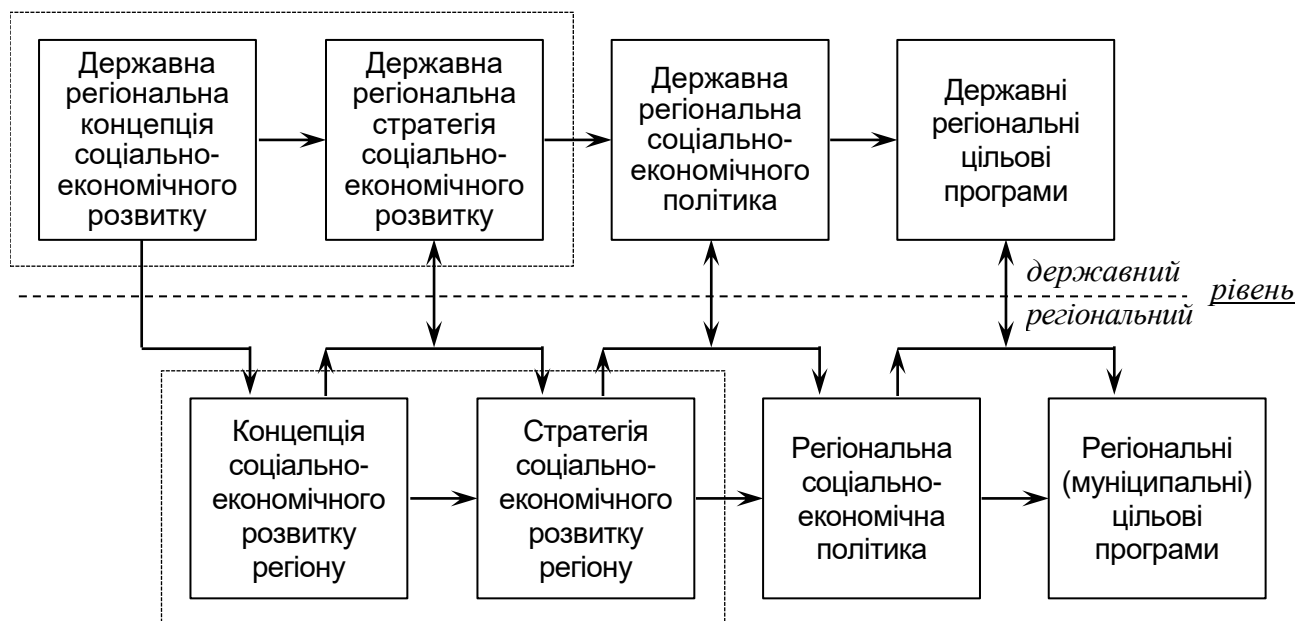 Державна
регіональна
концепція
соціально-
економічного
розвитку
Державна
регіональна
стратегія
соціально-
економічного
розвитку
Державна
регіональна
соціально-
економічного
політика
Державні
регіональні
цільові
програми
державний
рівень
регіональний
Концепція
соціально-
економічного
розвитку
регіону
Стратегія
соціально-
економічного
розвитку
регіону
Регіональна
соціально-
економічна
політика
Регіональні
(муніципальні)
цільові
програми